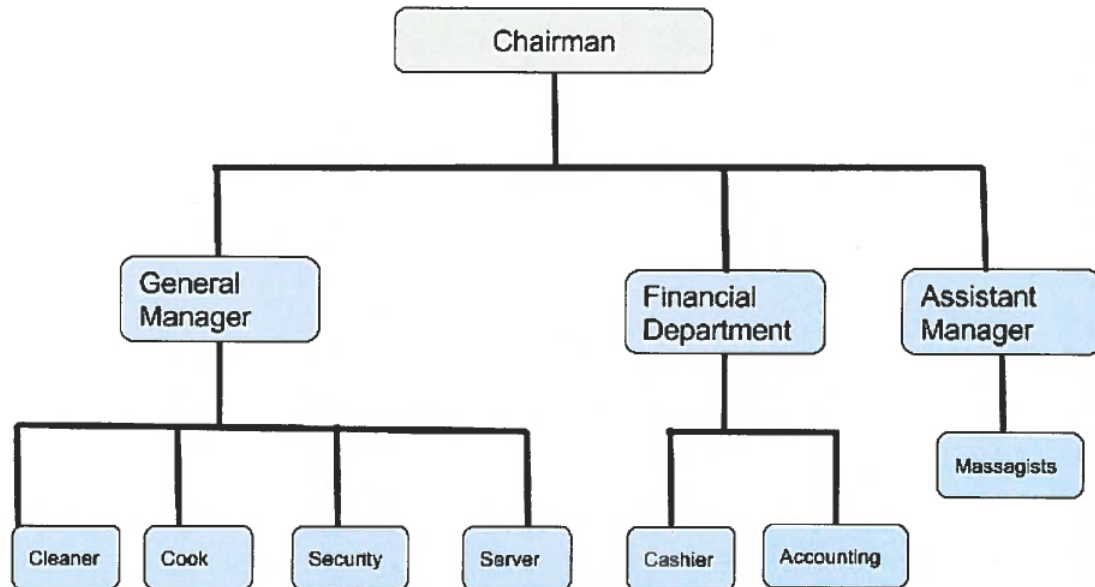 Chairman
General
Manager
Financial
Department
Assistant
Manager
Massagists
Cleaner
Cook
Security
Server
Cashier
Accounting